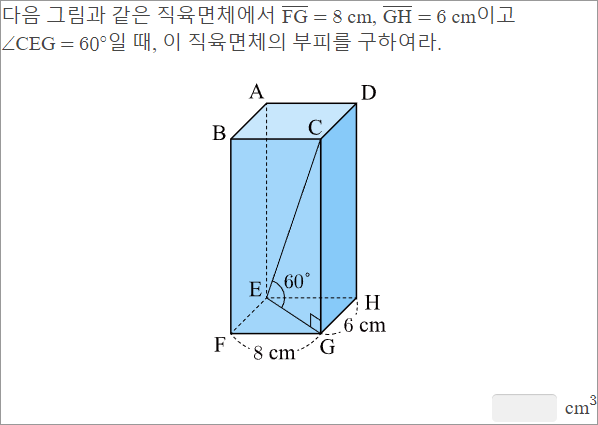 다음 그림과 같은 직육면체에서 F̅G̅ = 8 cm, G̅H̅ = 6 cm이고
∠CEG = 60°일 때, 이 직육면체의 부피를 구하여라.
A
D
B
C
E
60°
H
6 cm
F
8 cm
G
cm³